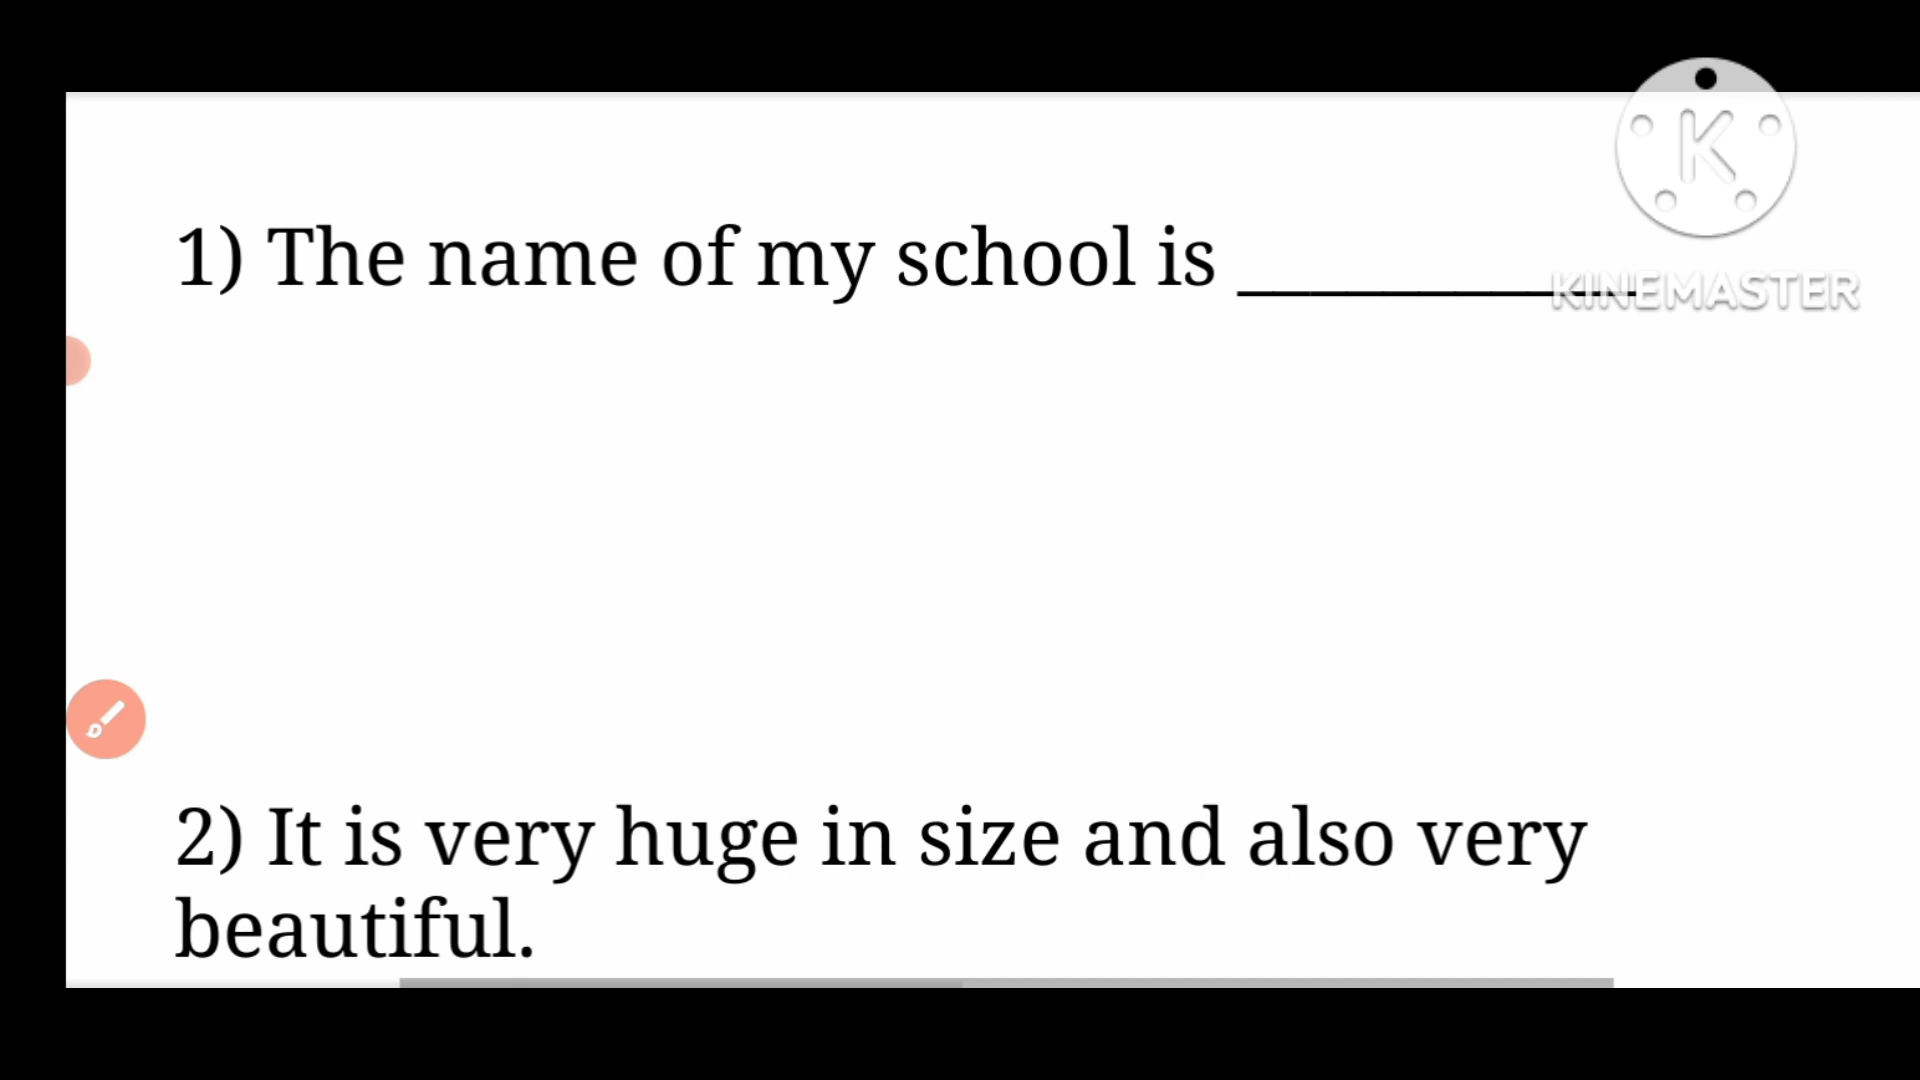 K
KINEMASTER
1) The name of my school is ___________
2) It is very huge in size and also very
beautiful.